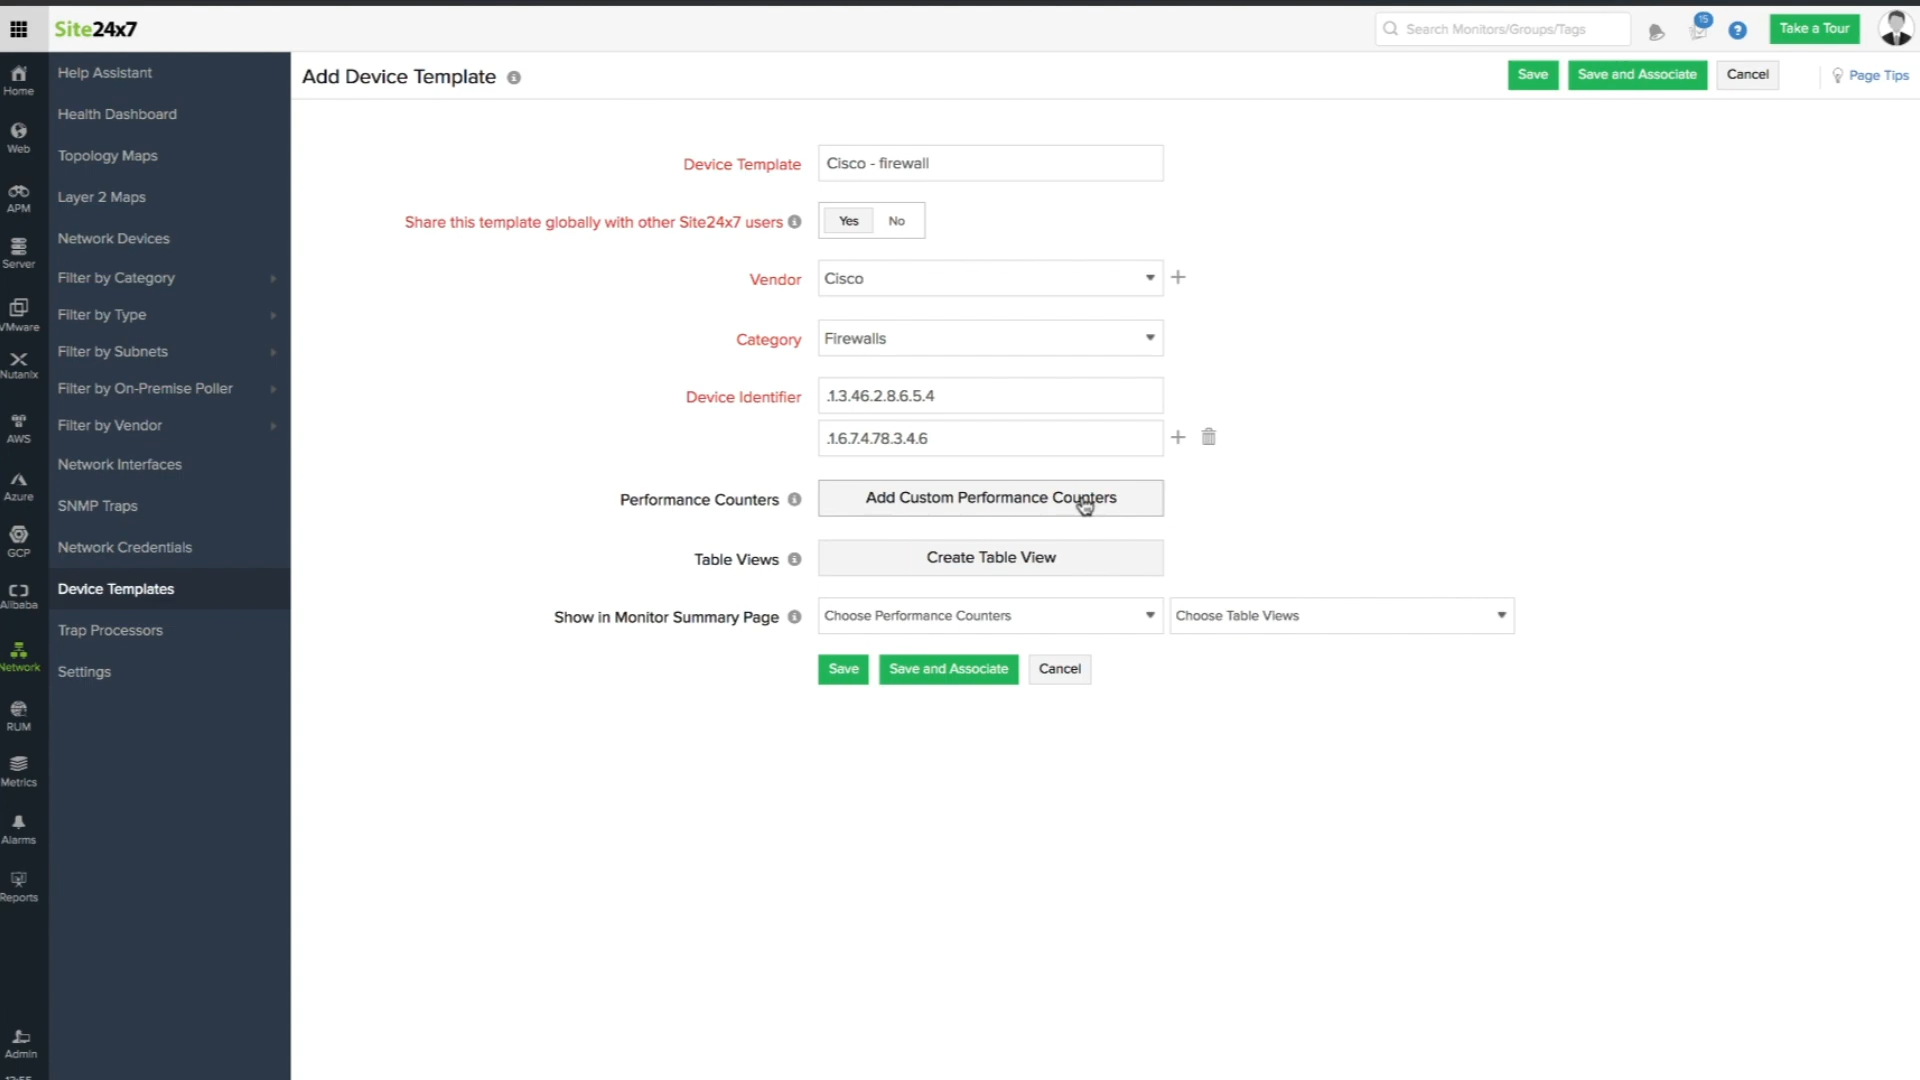 Site24x7
Search Monitors/Groups/Tags
15
?
Take a Tour
Home
Web
APM
Server
VMware
Nutanix
AWS
Azure
GCP
Alibaba
Network
RUM
Metrics
Alarms
Reports
Admin
Help Assistant
Health Dashboard
Topology Maps
Layer 2 Maps
Network Devices
Filter by Category
Filter by Type
Filter by Subnets
Filter by On-Premise Poller
Filter by Vendor
Network Interfaces
SNMP Traps
Network Credentials
Device Templates
Trap Processors
Settings
Add Device Template
Save Save and Associate Cancel Page Tips
Device Template Cisco - firewall
Share this template globally with other Site24x7 users Yes No
Vendor Cisco
Category Firewalls
Device Identifier .1.3.46.2.8.6.5.4
.1.6.7.4.78.3.4.6
Performance Counters Add Custom Performance Counters
Table Views Create Table View
Show in Monitor Summary Page Choose Performance Counters Choose Table Views
Save Save and Associate Cancel